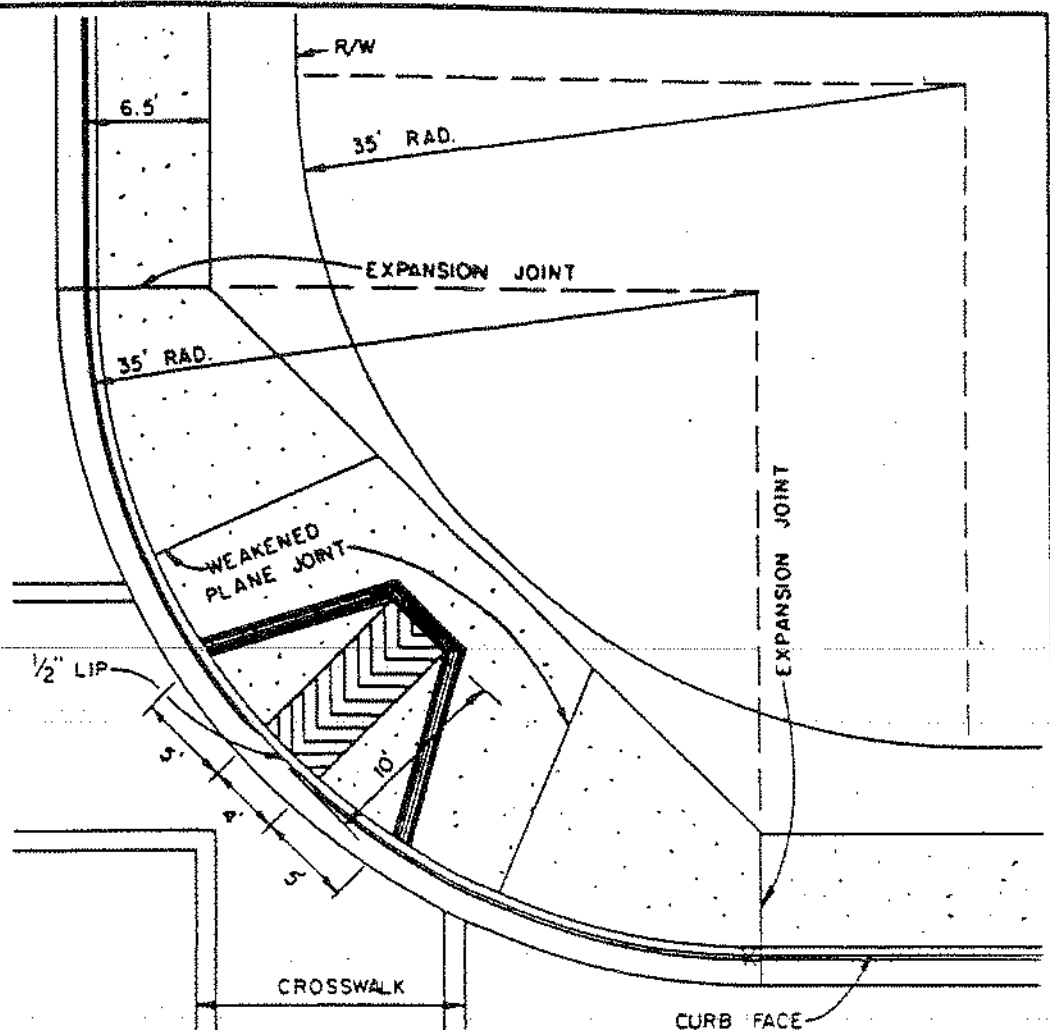 R/W
6.5'
35' RAD.
EXPANSION JOINT
35' RAD.
WEAKENED
PLANE JOINT
EXPANSION JOINT
1/2" LIP
10'
5'
4'
5'
CROSSWALK
CURB FACE